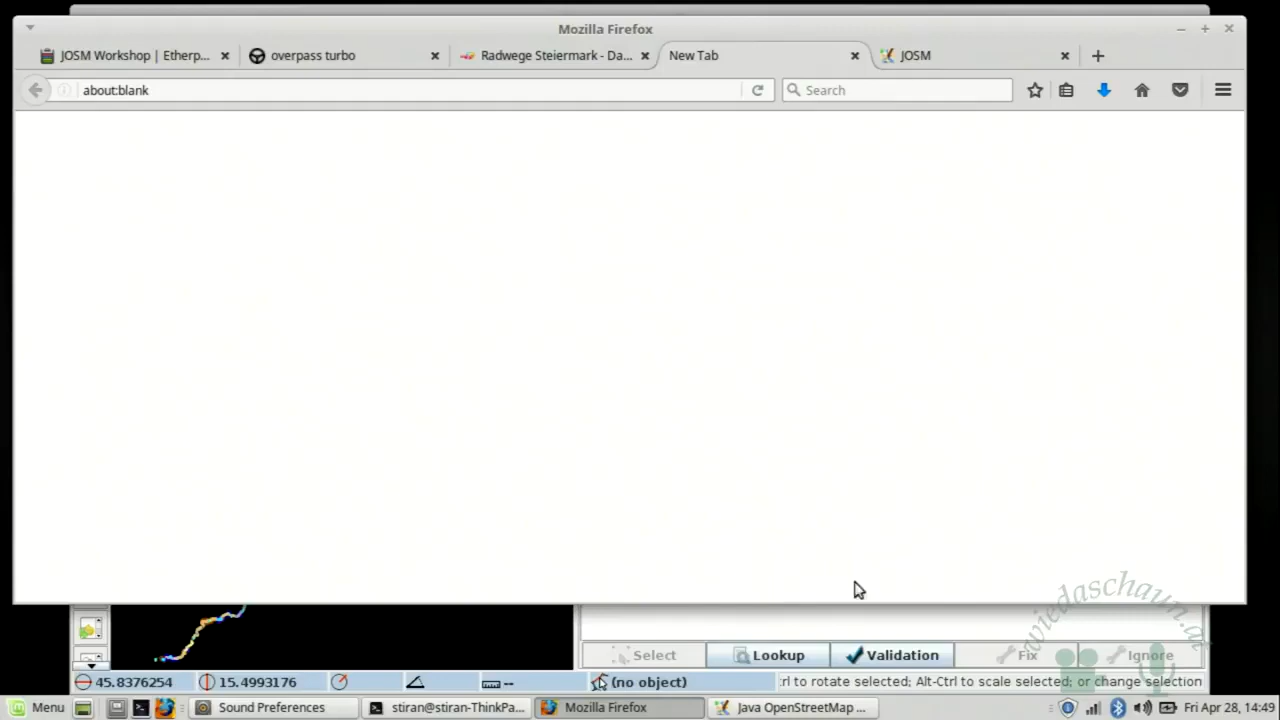 Mozilla Firefox
JOSM Workshop | Etherp...
overpass turbo
Radwege Steiermark - Da...
New Tab
JOSM
about:blank
Search
Select
Lookup
Validation
Fix
Ignore
wiedaschaun.at
45.8376254
15.4993176
--
(no object)
:rl to rotate selected; Alt-Ctrl to scale selected; or change selection
Menu
Sound Preferences
stiran@stiran-ThinkPa...
Mozilla Firefox
Java OpenStreetMap ...
Fri Apr 28, 14:49